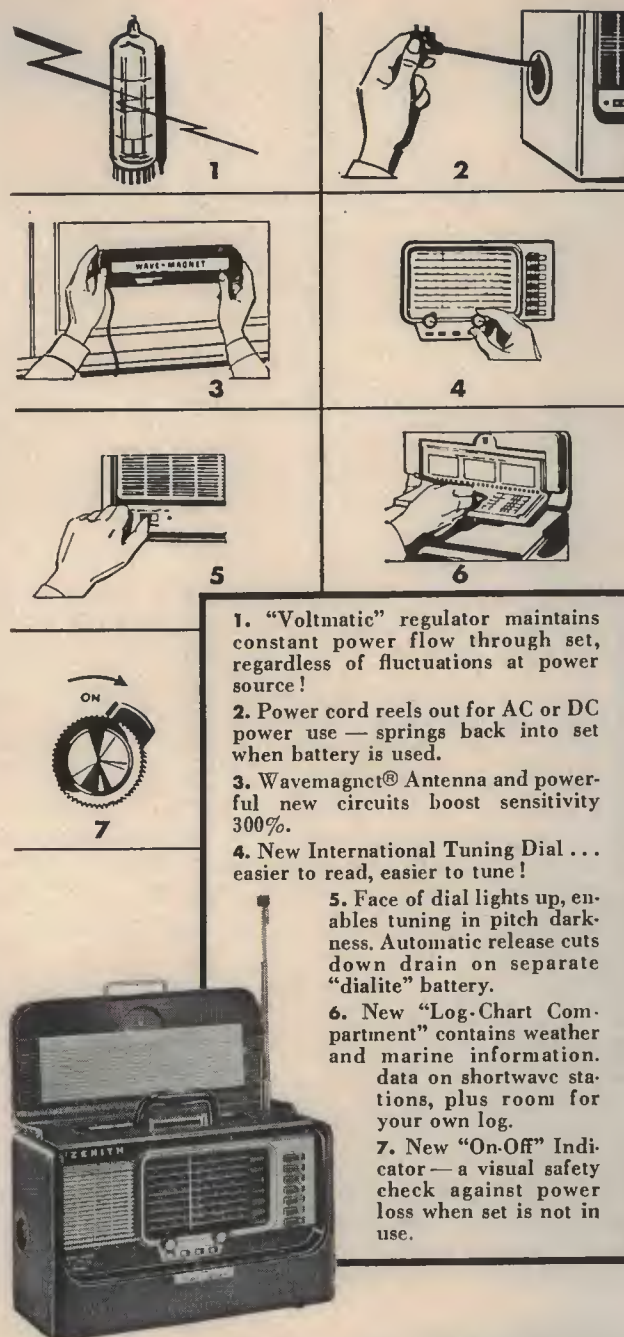 1
2
WAVE-MAGNET
3
4
5
6
ON
7
1. "Voltmatic" regulator maintains
constant power flow through set,
regardless of fluctuations at power
source!
2. Power cord reels out for AC or DC
power use — springs back into set
when battery is used.
3. Wavemagnet® Antenna and power-
ful new circuits boost sensitivity
300%.
4. New International Tuning Dial...
easier to read, easier to tune!
5. Face of dial lights up, en-
ables tuning in pitch dark-
ness. Automatic release cuts
down drain on separate
"dialite" battery.
6. New "Log-Chart Com-
partment" contains weather
and marine information.
data on shortwave sta-
tions, plus room for
your own log.
7. New "On-Off" Indi-
cator — a visual safety
check against power
loss when set is not in
use.
ZENITH